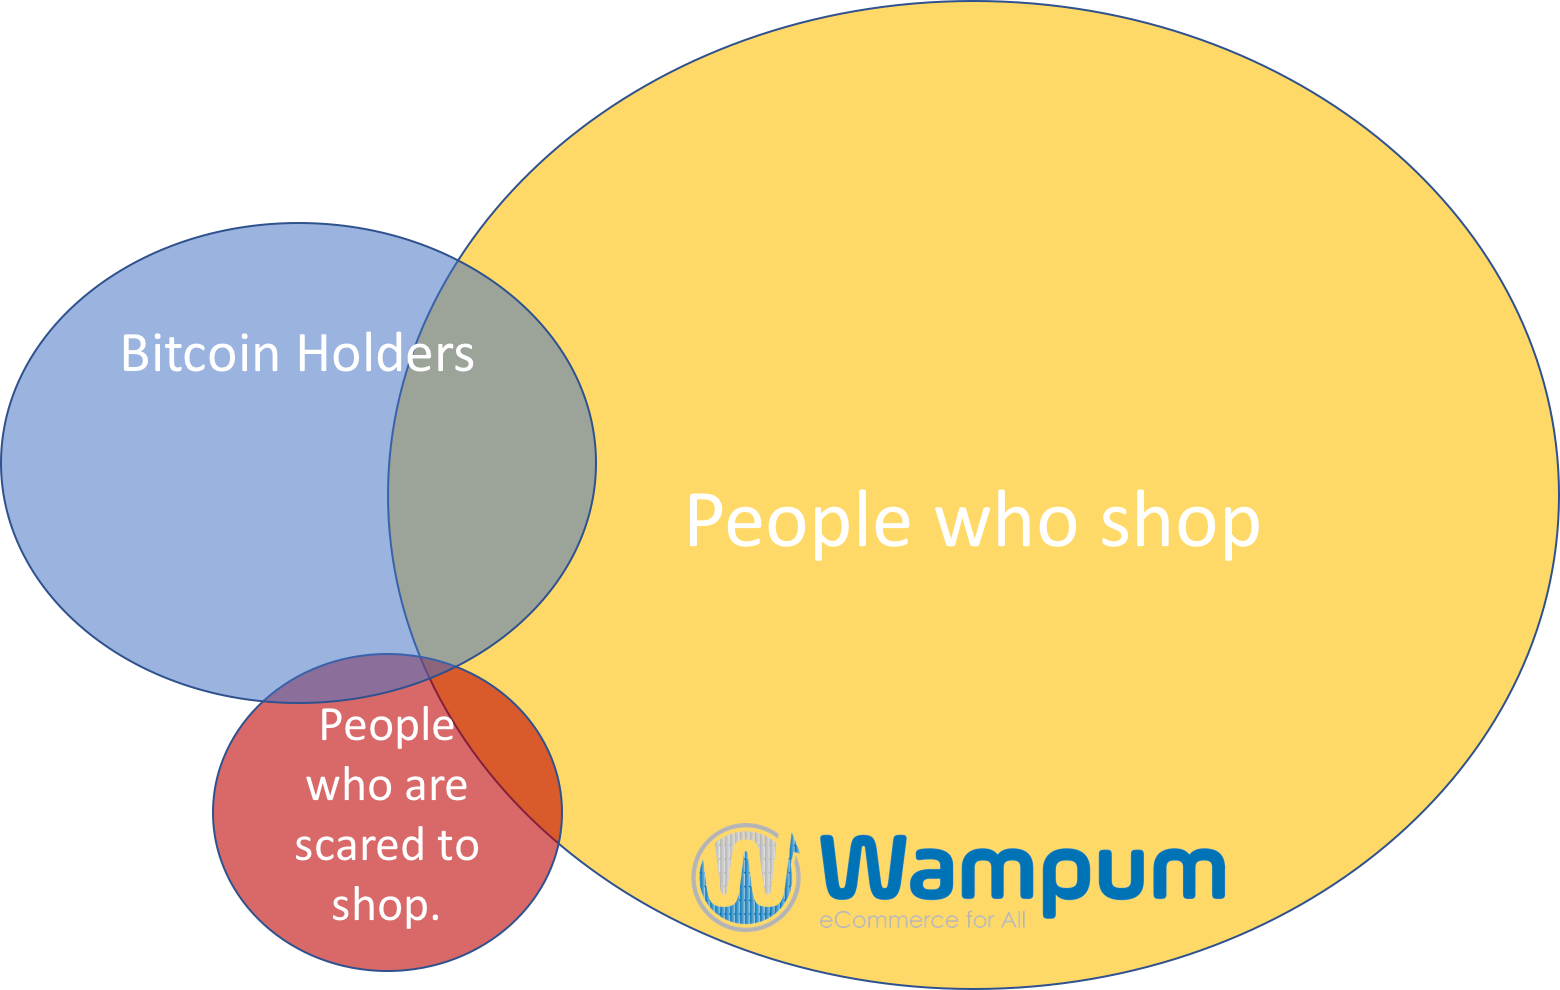 Bitcoin Holders
People who shop
People
who are
scared to
shop.
Wampum
eCommerce for All